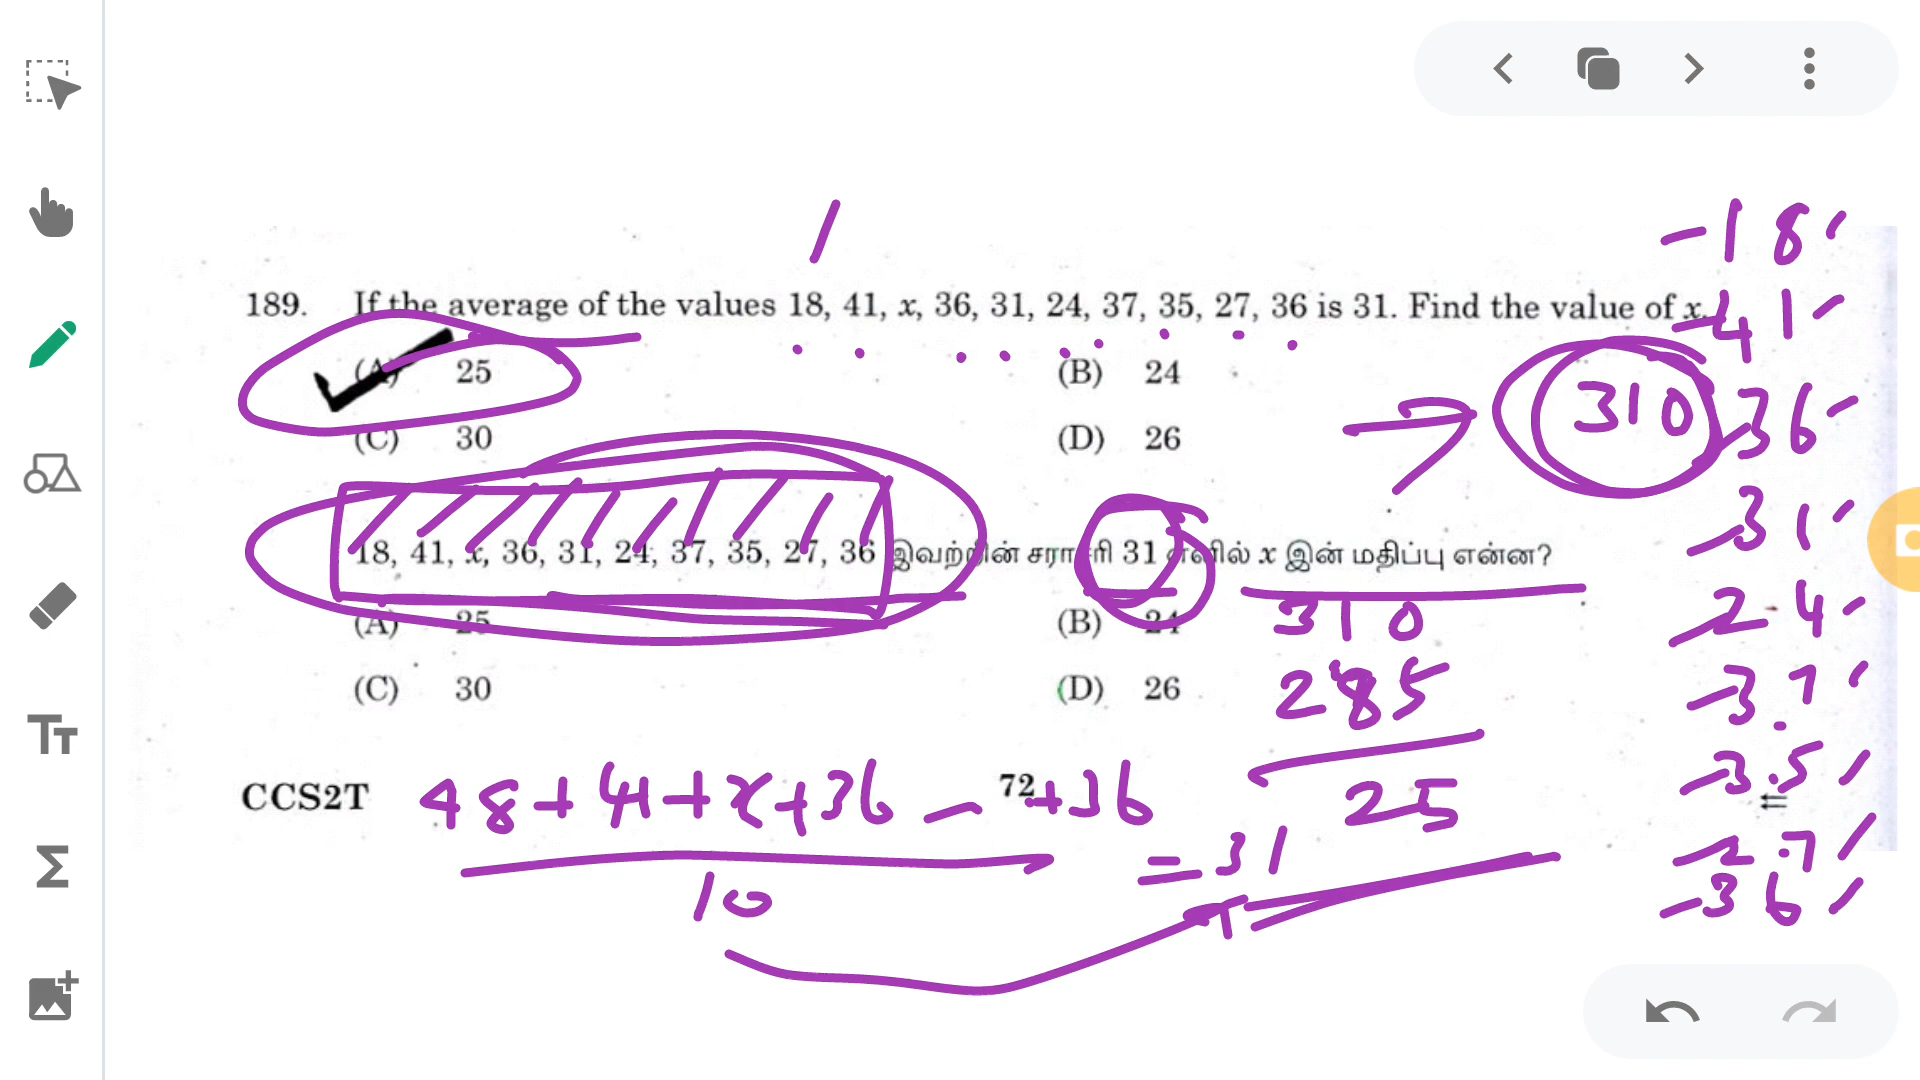 189. If the average of the values 18, 41, x, 36, 31, 24, 37, 35, 27, 36 is 31. Find the value of x.
(A) 25
(B) 24
(C) 30
(D) 26
18, 41, x, 36, 31, 24, 37, 35, 27, 36 இவற்றின் சராசரி 31 எனில் x இன் மதிப்பு என்ன?
(A) 25
(B) 24
(C) 30
(D) 26
CCS2T
72
48 + 41 + x + 36 — + 36
10
= 31
310
285
25
310
-18
-41
-36
-31
-24
-37
-35
-27
-36
TT
Σ